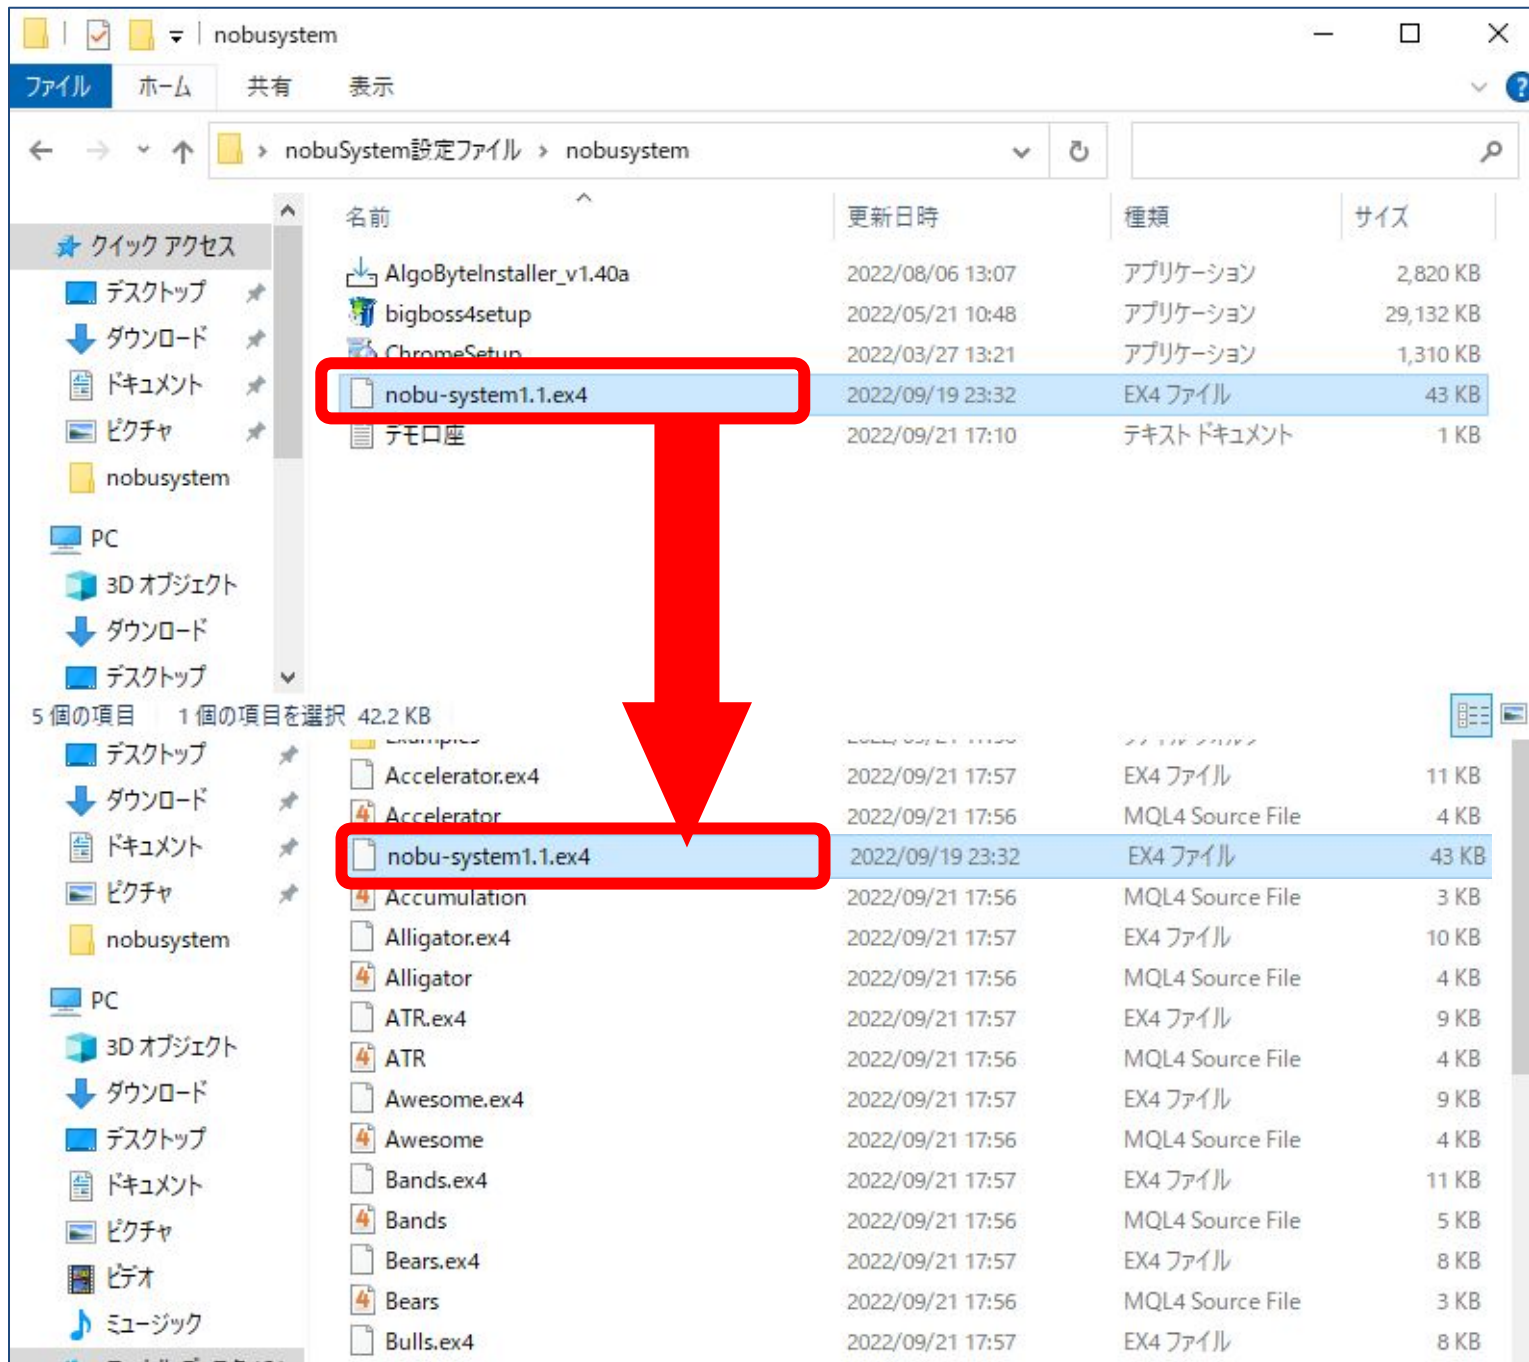 nobusystem
ファイル ホーム 共有 表示
nobuSystem設定ファイル > nobusystem
名前 更新日時 種類 サイズ
クイック アクセス
デスクトップ
ダウンロード
ドキュメント
ピクチャ
nobusystem
PC
3D オブジェクト
ダウンロード
デスクトップ
AlgoByteInstaller_v1.40a 2022/08/06 13:07 アプリケーション 2,820 KB
bigboss4setup 2022/05/21 10:48 アプリケーション 29,132 KB
ChromeSetup 2022/03/27 13:21 アプリケーション 1,310 KB
nobu-system1.1.ex4 2022/09/19 23:32 EX4 ファイル 43 KB
デモ口座 2022/09/21 17:10 テキスト ドキュメント 1 KB
5 個の項目 1 個の項目を選択 42.2 KB
デスクトップ
ダウンロード
ドキュメント
ピクチャ
nobusystem
PC
3D オブジェクト
ダウンロード
デスクトップ
ドキュメント
ピクチャ
ビデオ
ミュージック
Accelerator.ex4 2022/09/21 17:57 EX4 ファイル 11 KB
Accelerator 2022/09/21 17:56 MQL4 Source File 4 KB
nobu-system1.1.ex4 2022/09/19 23:32 EX4 ファイル 43 KB
Accumulation 2022/09/21 17:56 MQL4 Source File 3 KB
Alligator.ex4 2022/09/21 17:57 EX4 ファイル 10 KB
Alligator 2022/09/21 17:56 MQL4 Source File 4 KB
ATR.ex4 2022/09/21 17:57 EX4 ファイル 9 KB
ATR 2022/09/21 17:56 MQL4 Source File 4 KB
Awesome.ex4 2022/09/21 17:57 EX4 ファイル 9 KB
Awesome 2022/09/21 17:56 MQL4 Source File 4 KB
Bands.ex4 2022/09/21 17:57 EX4 ファイル 11 KB
Bands 2022/09/21 17:56 MQL4 Source File 5 KB
Bears.ex4 2022/09/21 17:57 EX4 ファイル 8 KB
Bears 2022/09/21 17:56 MQL4 Source File 3 KB
Bulls.ex4 2022/09/21 17:57 EX4 ファイル 8 KB